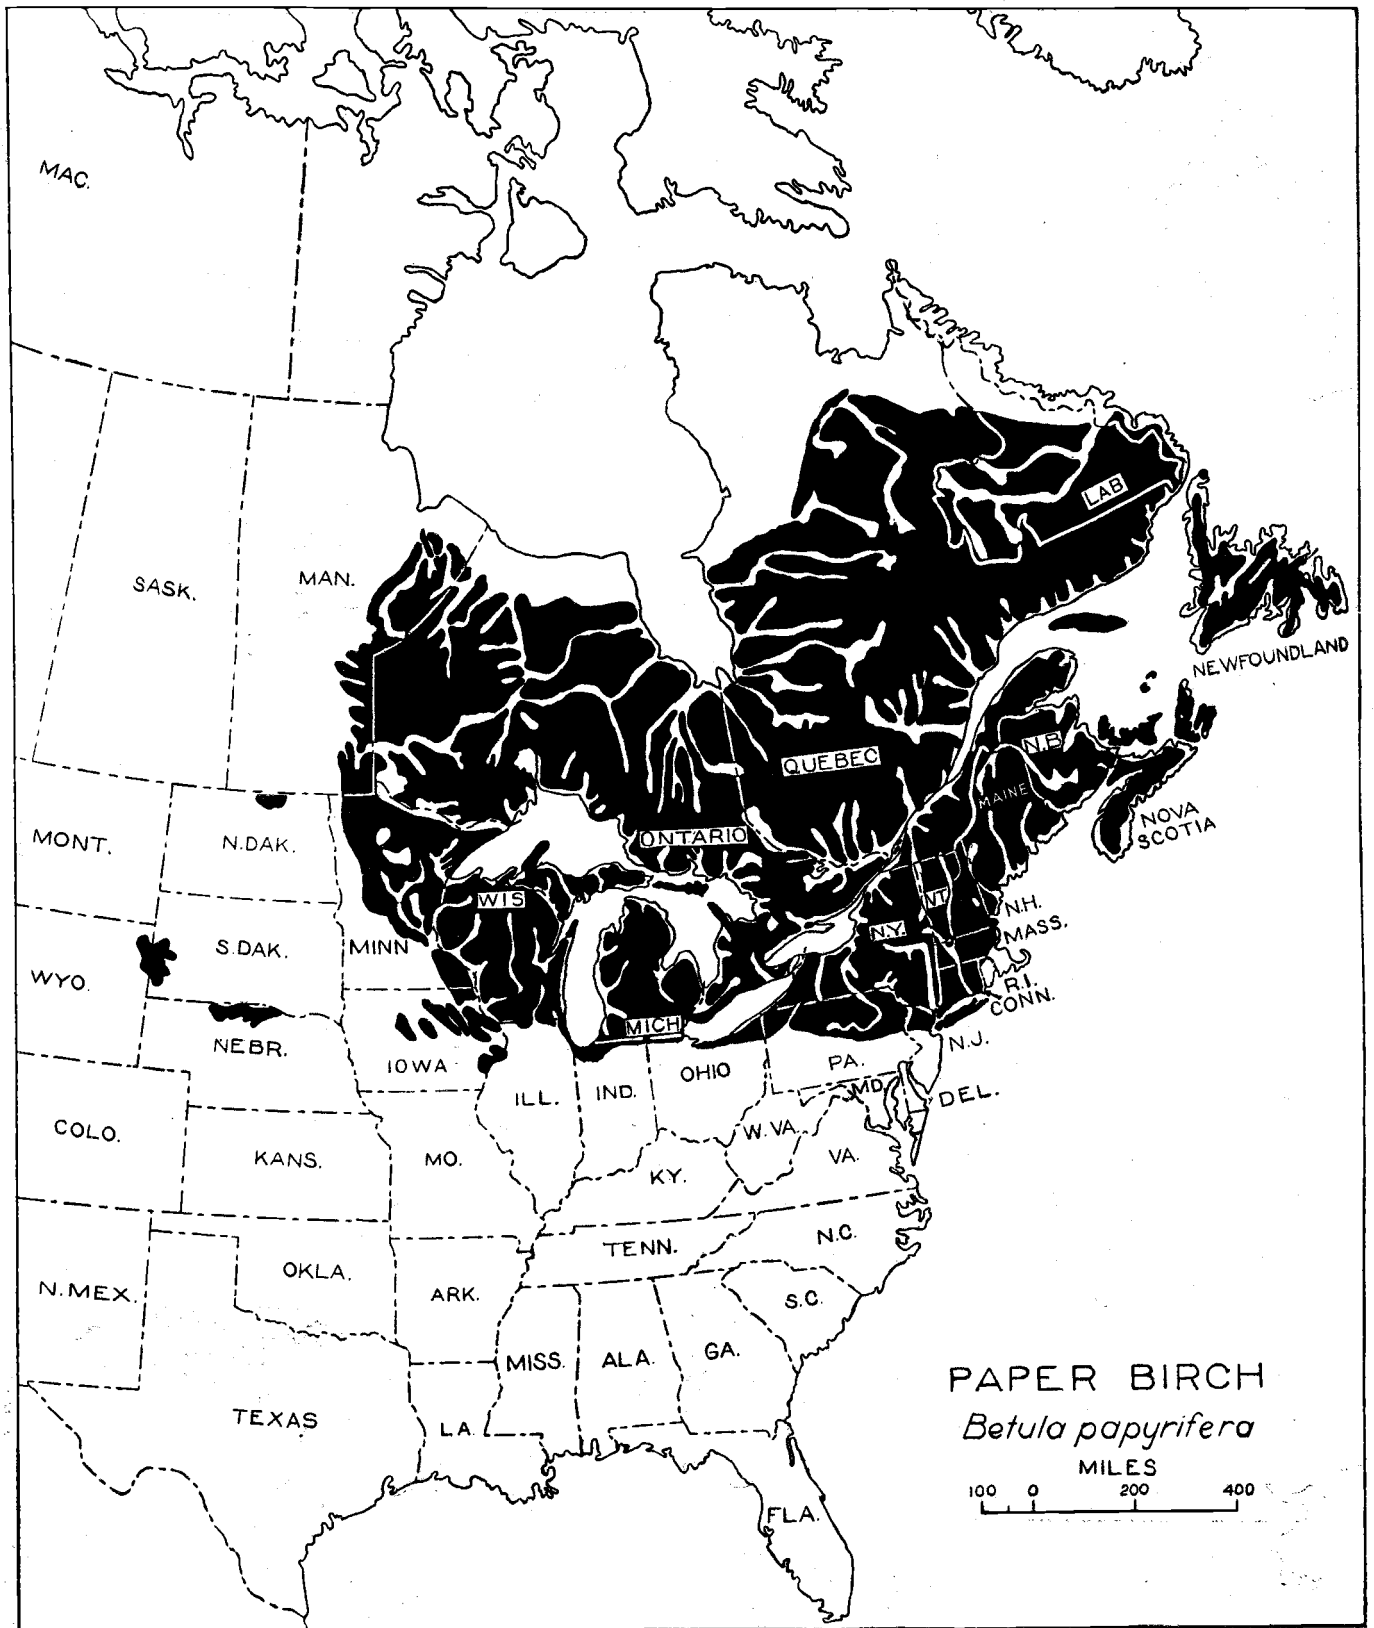 MAC.
SASK.
MAN.
LAB
NEWFOUNDLAND
QUEBEC
N.B
MAINE
NOVA
SCOTIA
ONTARIO
MONT.
N.DAK.
WIS
VT
N.H.
MASS.
N.Y.
S.DAK.
MINN
WYO.
R.I.
CONN.
MICH
NEBR.
IOWA
N.J.
PA.
OHIO
ILL.
IND.
MD.
DEL.
COLO.
KANS.
MO.
W.VA.
VA.
KY.
N.C.
TENN.
N.MEX.
OKLA.
ARK.
S.C.
MISS.
ALA.
GA.
TEXAS
LA.
FLA.
PAPER BIRCH
Betula papyrifera
MILES
100 0 200 400